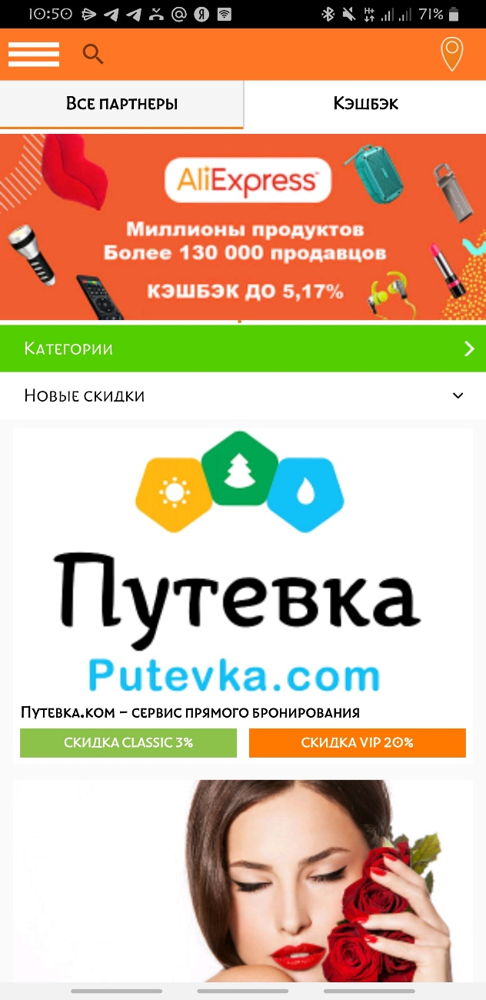 10:50
71%
Все партнеры
Кэшбэк
AliExpress™
Миллионы продуктов
Более 130 000 продавцов
КЭШБЭК ДО 5,17%
Категории
Новые скидки
Путевка
Putevka.com
Путевка.ком – сервис прямого бронирования
СКИДКА CLASSIC 3%
СКИДКА VIP 20%